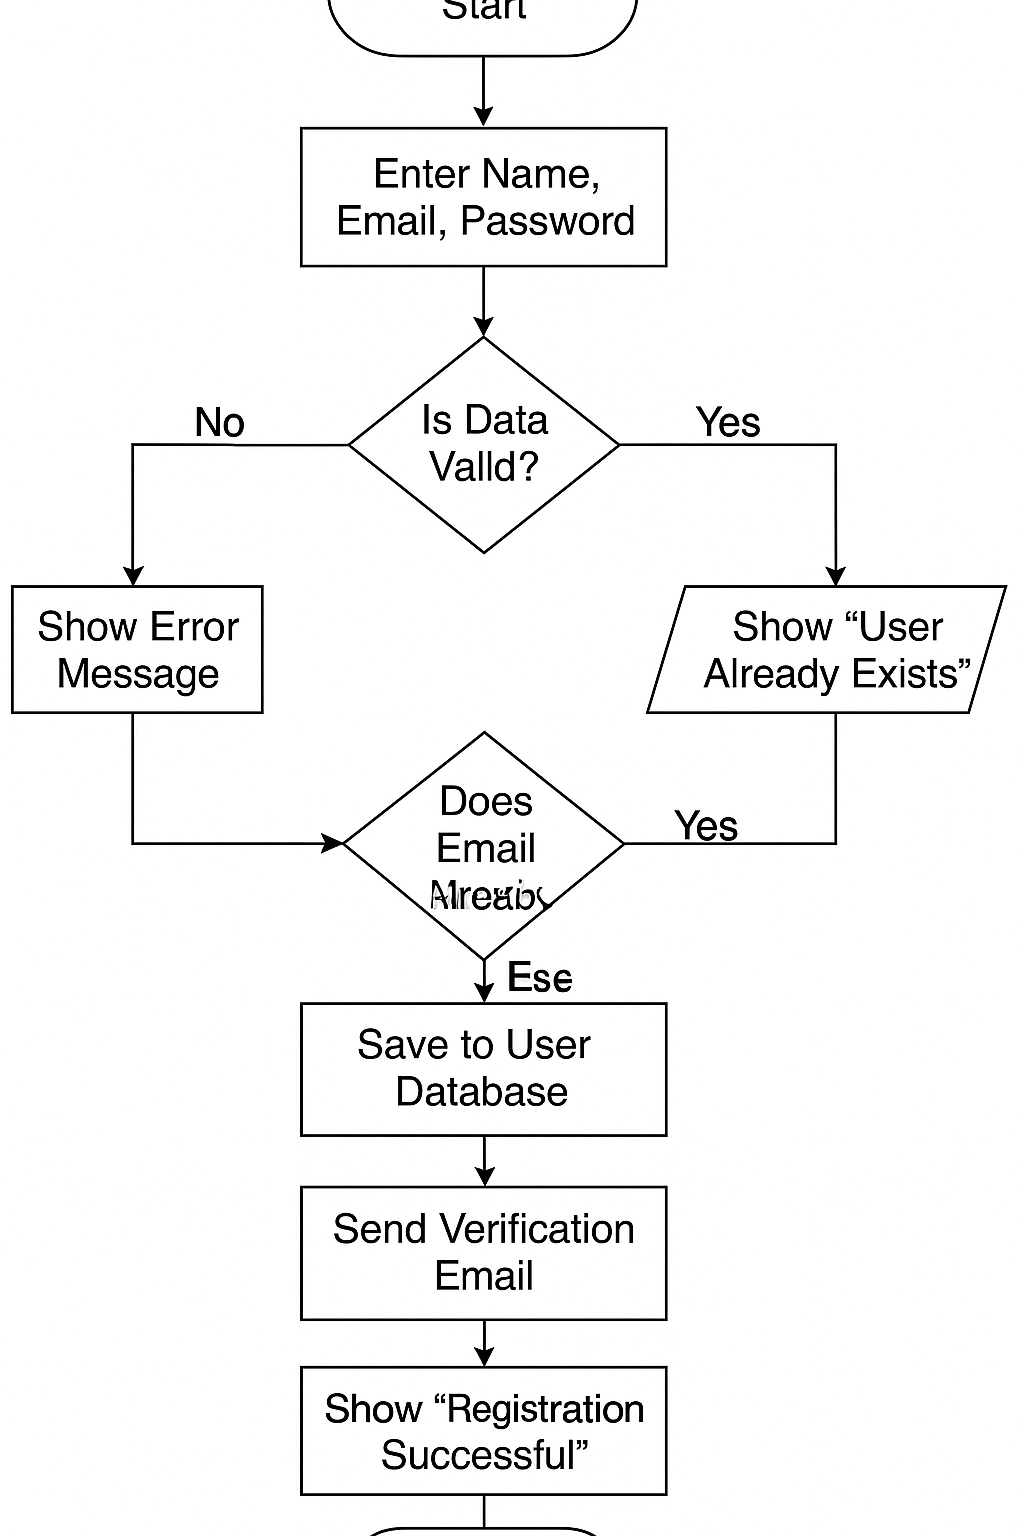 Start
Enter Name,
Email, Password
Is Data
Valld?
No
Yes
Show Error
Message
Show “User
Already Exists”
Does
Email
Yes
Ese
Save to User
Database
Send Verification
Email
Show “Registration
Successful”